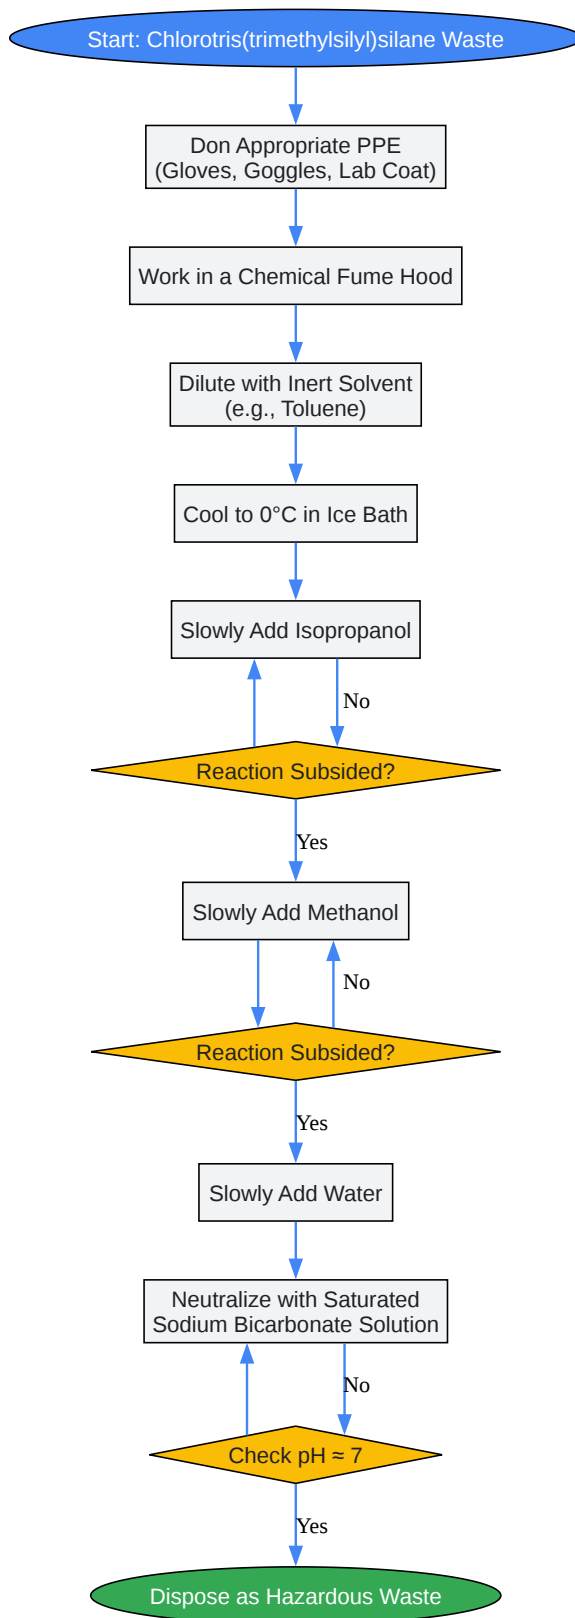 Start: Chlorotris(trimethylsilyl)silane Waste
Don Appropriate PPE
(Gloves, Goggles, Lab Coat)
Work in a Chemical Fume Hood
Dilute with Inert Solvent
(e.g., Toluene)
Cool to 0°C in Ice Bath
Slowly Add Isopropanol
No
Reaction Subsided?
Yes
Slowly Add Methanol
No
Reaction Subsided?
Yes
Slowly Add Water
Neutralize with Saturated
Sodium Bicarbonate Solution
No
Check pH ≈ 7
Yes
Dispose as Hazardous Waste